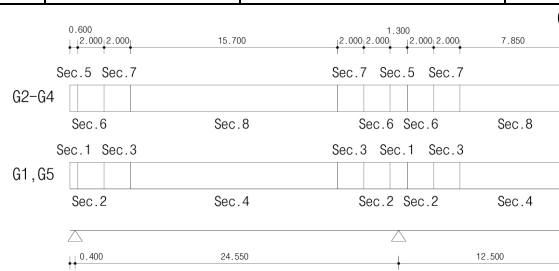 0.600 1.300
2.000 2.000 15.700 2.000 2.000 2.000 2.000 7.850
Sec.5 Sec.7 Sec.7 Sec.5 Sec.7
G2-G4
Sec.6 Sec.8 Sec.6 Sec.6 Sec.8
Sec.1 Sec.3 Sec.3 Sec.1 Sec.3
G1,G5
Sec.2 Sec.4 Sec.2 Sec.2 Sec.4
0.400 24.550 12.500